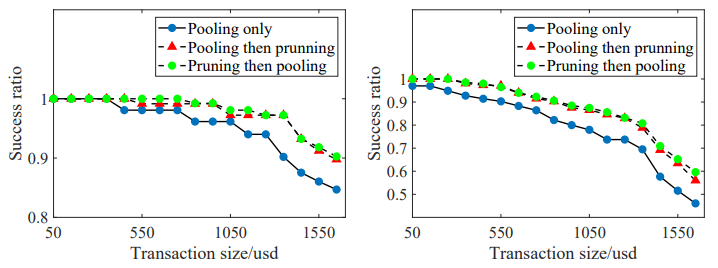 Pooling only
Pooling then prunning
Pruning then pooling
Success ratio
1
0.9
0.8
50
550
1050
1550
Transaction size/usd
Pooling only
Pooling then prunning
Pruning then pooling
Success ratio
1
0.9
0.8
0.7
0.6
0.5
50
550
1050
1550
Transaction size/usd